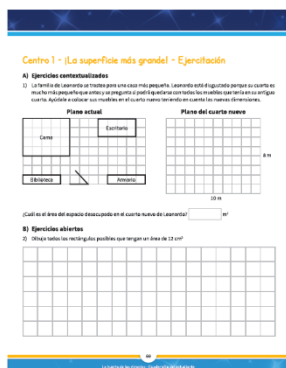 Centro 1 - ¡La superficie más grande! - Ejercitación
A) Ejercicios contextualizados
1) La familia de Leonardo se traslada para una casa más pequeña. Leonardo está disgustado porque su cuarto es
mucho más pequeño que antes y se pregunta si podrá quedarse con todos los muebles que tenía en su antiguo
cuarto. Ayúdale a colocar sus muebles en el cuarto nuevo teniendo en cuenta las nuevas dimensiones.
Plano actual
Plano del cuarto nuevo
Cama
Escritorio
Biblioteca
Armario
8 m
10 m
¿Cuál es el área del espacio desocupado en el cuarto nuevo de Leonardo? m²
B) Ejercicios abiertos
2) Dibuja todos los rectángulos posibles que tengan un área de 12 cm²